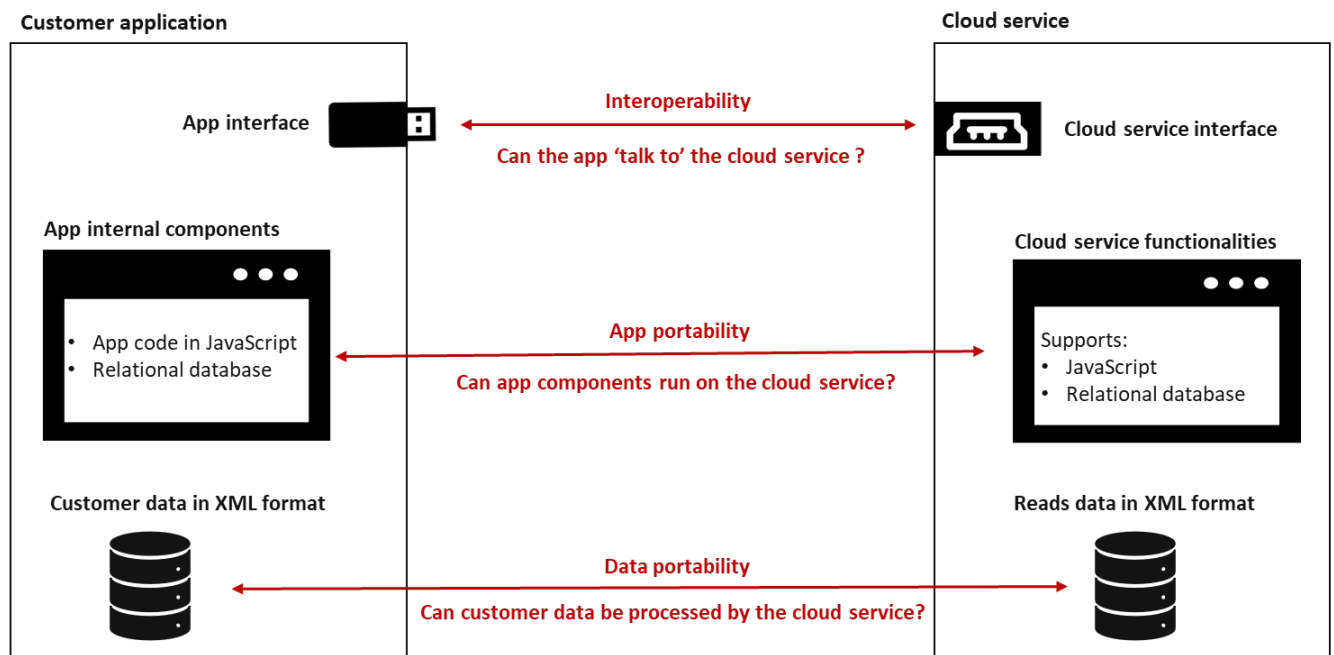 Customer application
Cloud service
App interface
Interoperability
Can the app ‘talk to’ the cloud service ?
Cloud service interface
App internal components
• App code in JavaScript
• Relational database
App portability
Can app components run on the cloud service?
Cloud service functionalities
Supports:
• JavaScript
• Relational database
Customer data in XML format
Reads data in XML format
Data portability
Can customer data be processed by the cloud service?